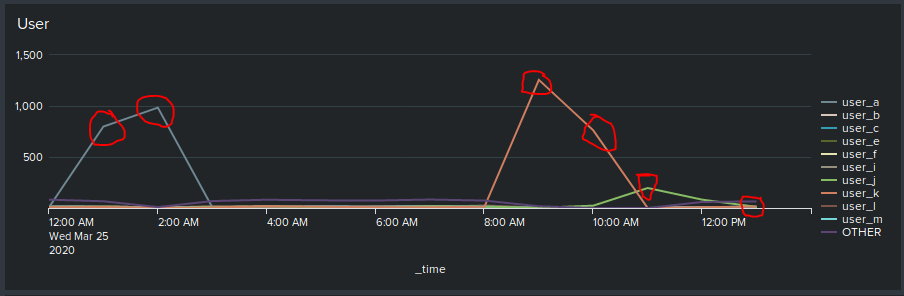 User
1,500
1,000
500
12:00 AM
Wed Mar 25
2020
2:00 AM
4:00 AM
6:00 AM
8:00 AM
10:00 AM
12:00 PM
_time
user_a
user_b
user_c
user_e
user_f
user_i
user_j
user_k
user_l
user_m
OTHER